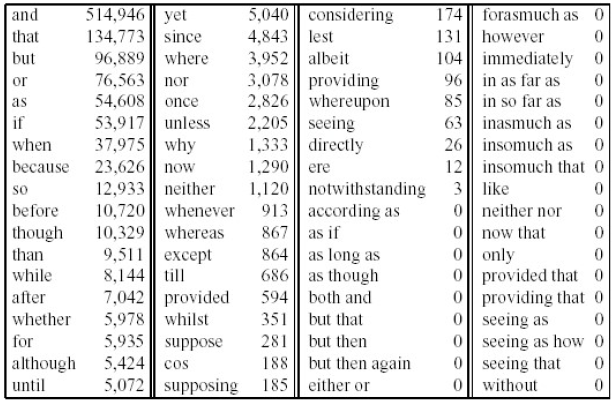 and 514,946 yet 5,040 considering 174 forasmuch as 0
that 134,773 since 4,843 lest 131 however 0
but 96,889 where 3,952 albeit 104 immediately 0
or 76,563 nor 3,078 providing 96 in as far as 0
as 54,608 once 2,826 whereupon 85 in so far as 0
if 53,917 unless 2,205 seeing 63 inasmuch as 0
when 37,975 why 1,333 directly 26 insomuch as 0
because 23,626 now 1,290 ere 12 insomuch that 0
so 12,933 neither 1,120 notwithstanding 3 like 0
before 10,720 whenever 913 according as 0 neither nor 0
though 10,329 whereas 867 as if 0 now that 0
than 9,511 except 864 as long as 0 only 0
while 8,144 till 686 as though 0 provided that 0
after 7,042 provided 594 both and 0 providing that 0
whether 5,978 whilst 351 but that 0 seeing as 0
for 5,935 suppose 281 but then 0 seeing as how 0
although 5,424 cos 188 but then again 0 seeing that 0
until 5,072 supposing 185 either or 0 without 0